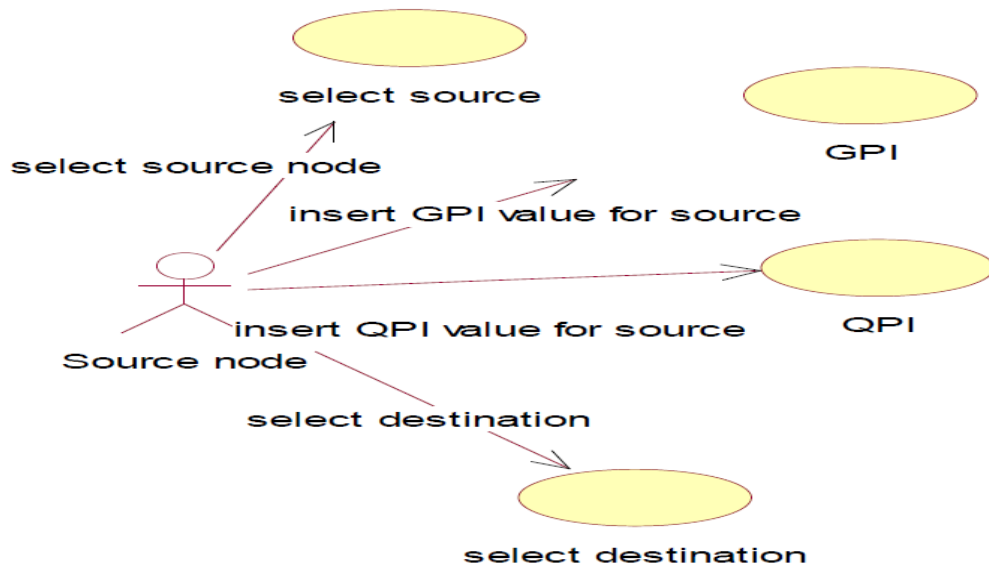 select source
GPI
select source node
insert GPI value for source
QPI
insert QPI value for source
Source node
select destination
select destination